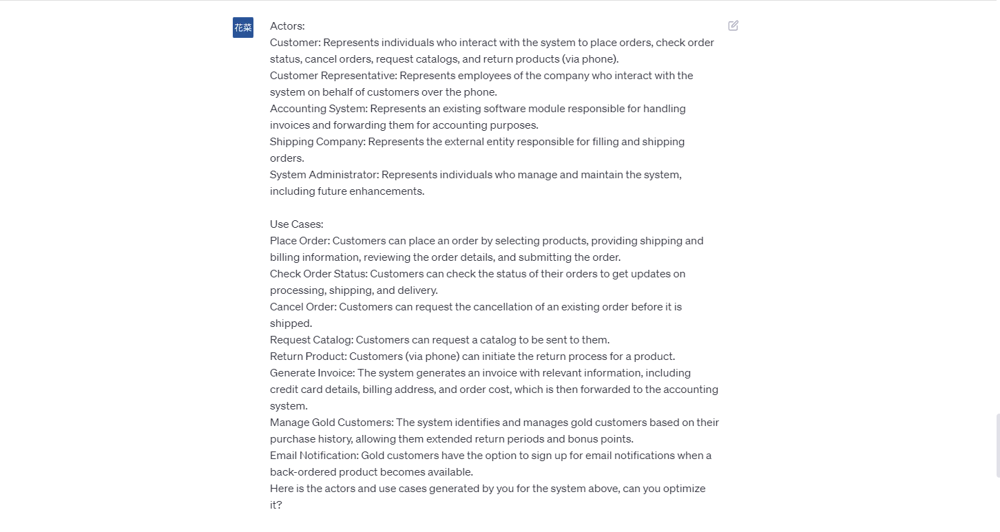 花菜
Actors:
Customer: Represents individuals who interact with the system to place orders, check order
status, cancel orders, request catalogs, and return products (via phone).
Customer Representative: Represents employees of the company who interact with the
system on behalf of customers over the phone.
Accounting System: Represents an existing software module responsible for handling
invoices and forwarding them for accounting purposes.
Shipping Company: Represents the external entity responsible for filling and shipping
orders.
System Administrator: Represents individuals who manage and maintain the system,
including future enhancements.
Use Cases:
Place Order: Customers can place an order by selecting products, providing shipping and
billing information, reviewing the order details, and submitting the order.
Check Order Status: Customers can check the status of their orders to get updates on
processing, shipping, and delivery.
Cancel Order: Customers can request the cancellation of an existing order before it is
shipped.
Request Catalog: Customers can request a catalog to be sent to them.
Return Product: Customers (via phone) can initiate the return process for a product.
Generate Invoice: The system generates an invoice with relevant information, including
credit card details, billing address, and order cost, which is then forwarded to the accounting
system.
Manage Gold Customers: The system identifies and manages gold customers based on their
purchase history, allowing them extended return periods and bonus points.
Email Notification: Gold customers have the option to sign up for email notifications when a
back-ordered product becomes available.
Here is the actors and use cases generated by you for the system above, can you optimize
it?